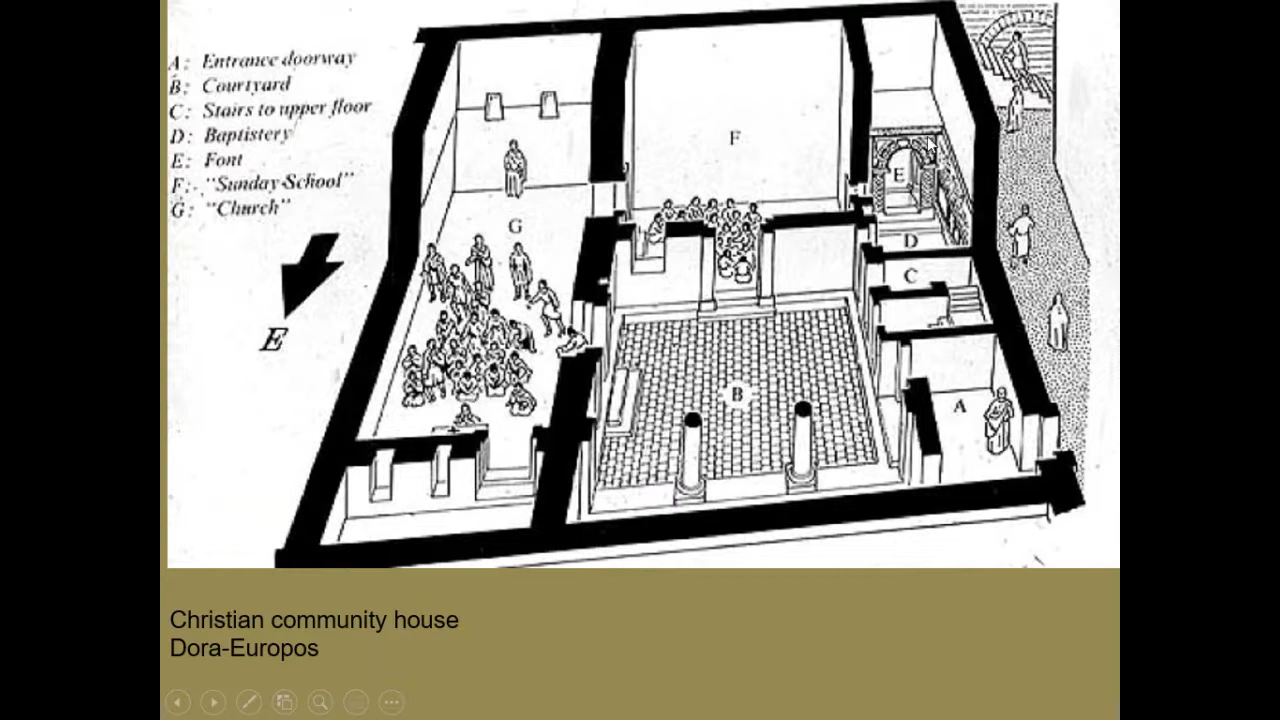 A: Entrance doorway
B: Courtyard
C: Stairs to upper floor
D: Baptistery
E: Font
F: "Sunday-School"
G: "Church"
E
F
E
G
D
C
B
A
Christian community house
Dora-Europos